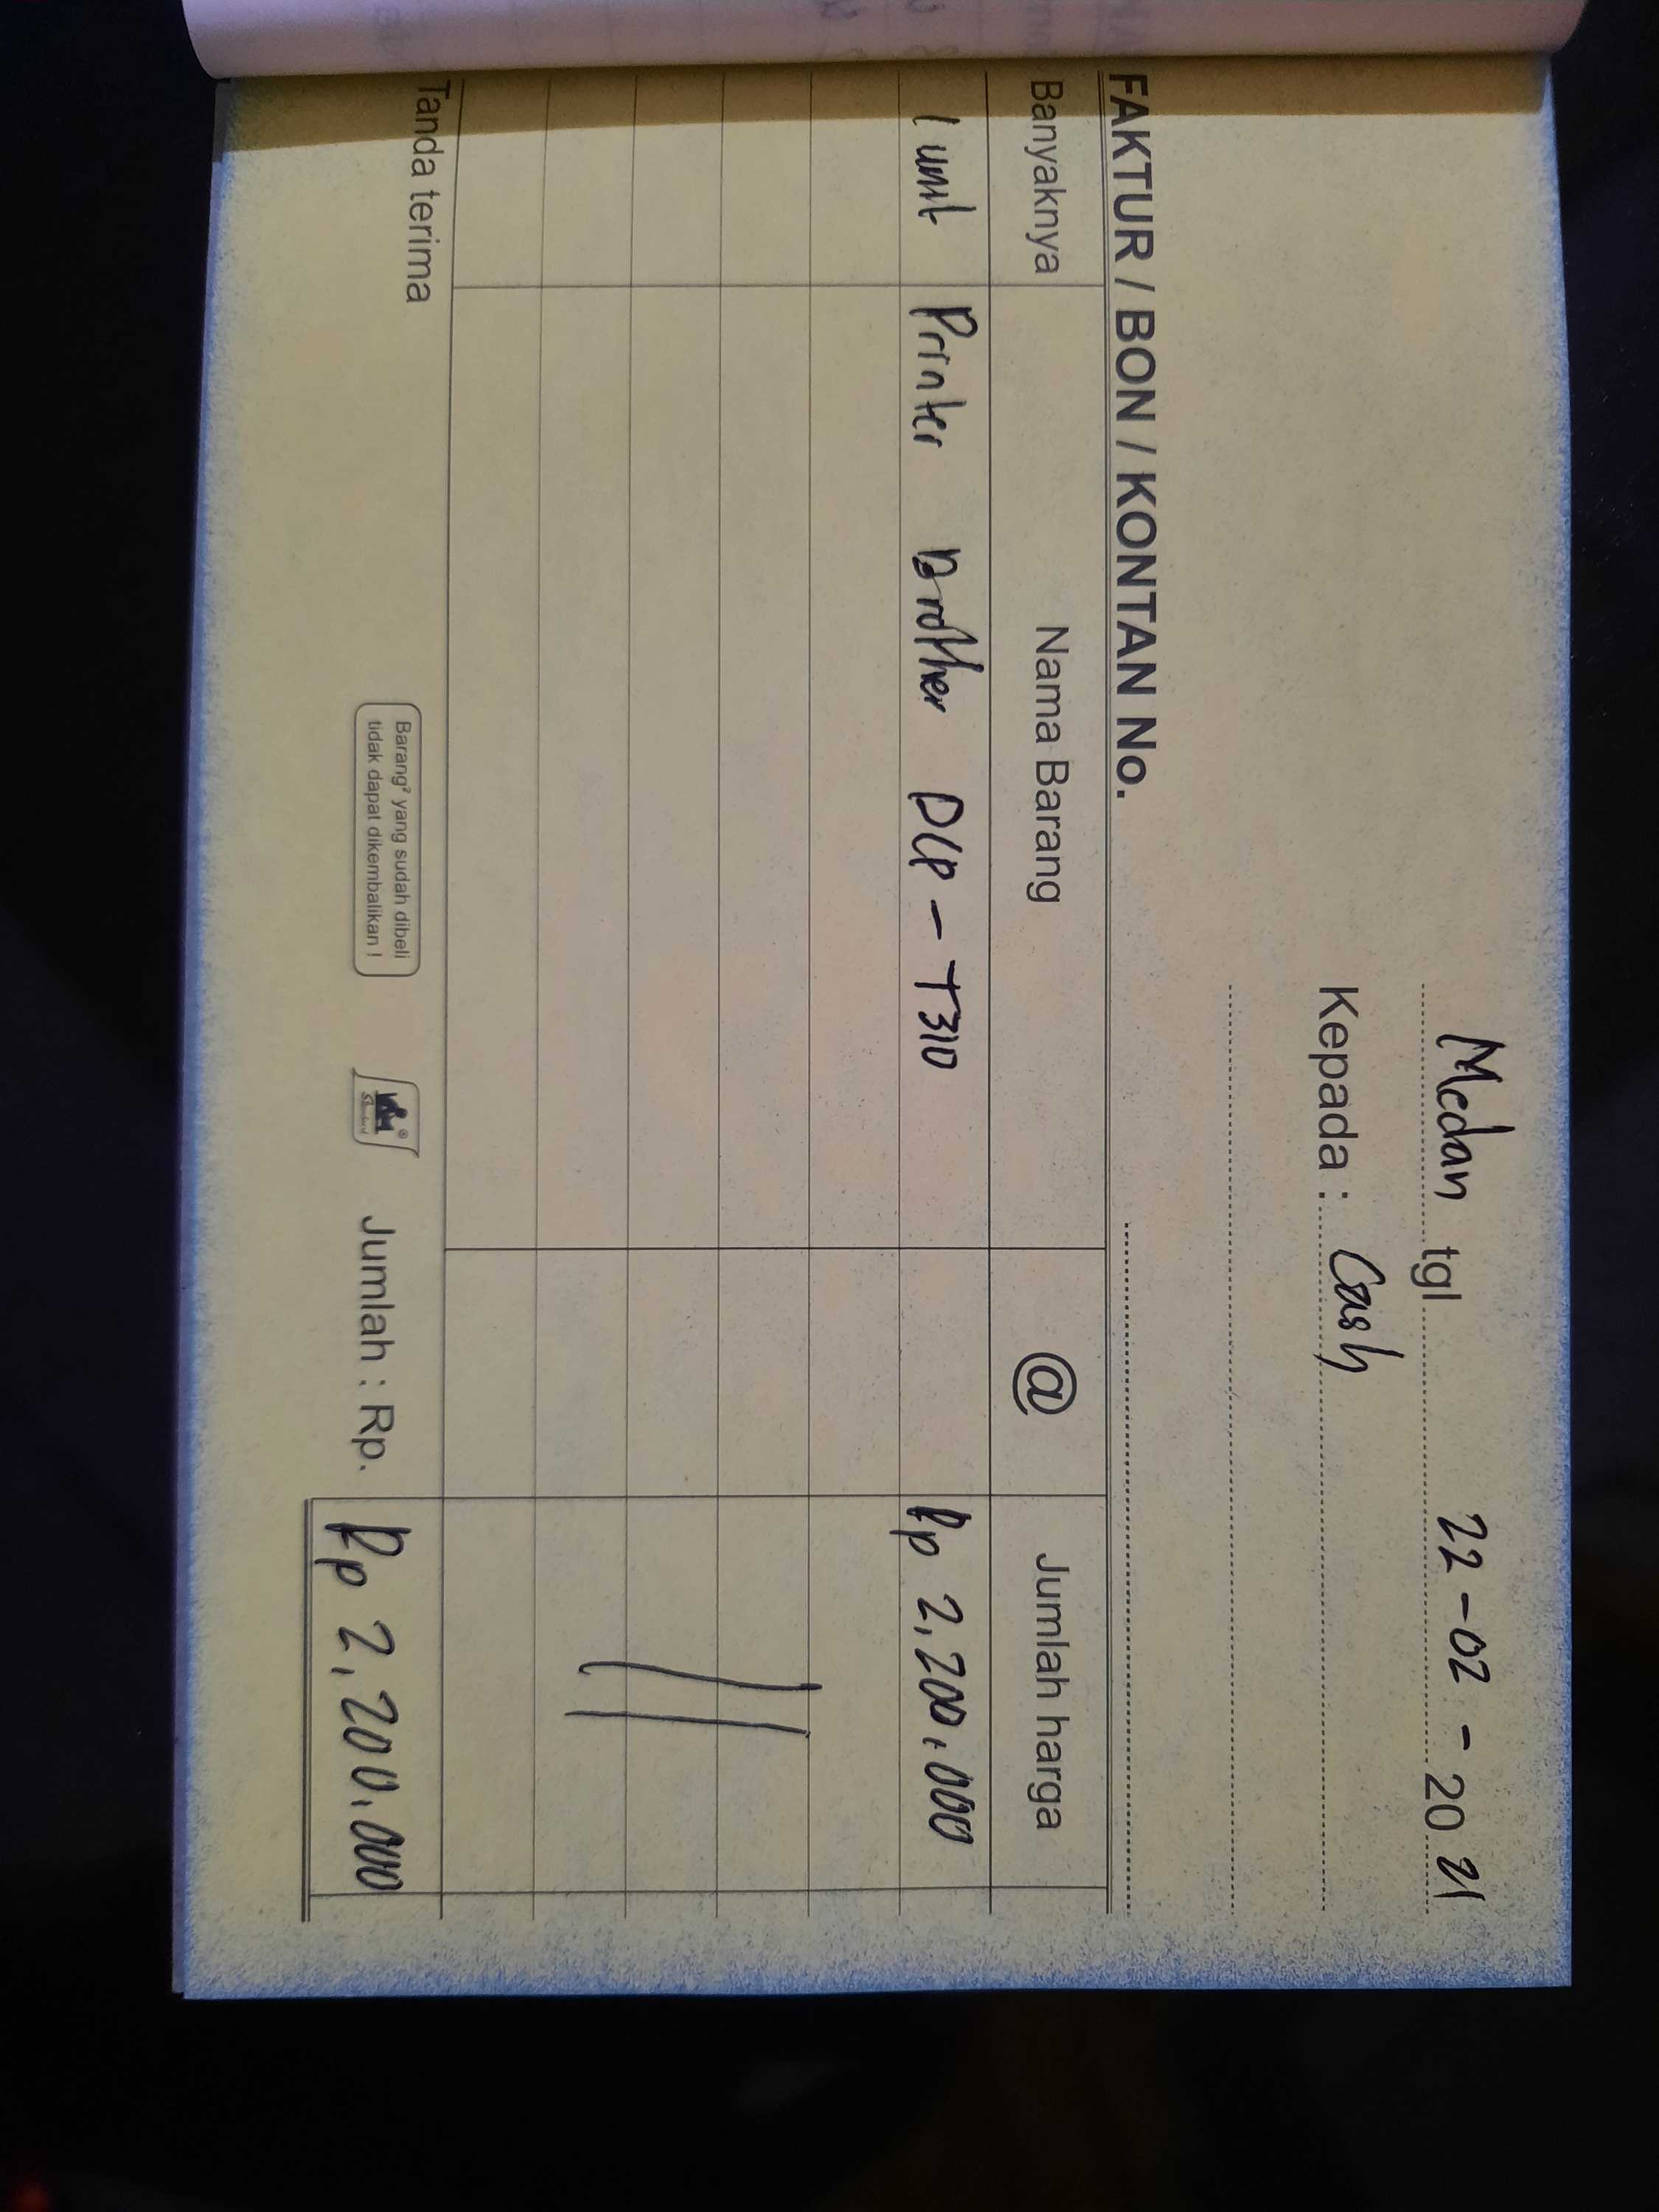 Medan tgl 22-02-2021
Kepada : Cash
FAKTUR / BON / KONTAN No.
Banyaknya Nama Barang @ Jumlah harga
1 unit Printer Brother DCP-T310 Rp 2,200.000
Tanda terima
Barang² yang sudah dibeli
tidak dapat dikembalikan !
Jumlah : Rp. Rp 2,200.000